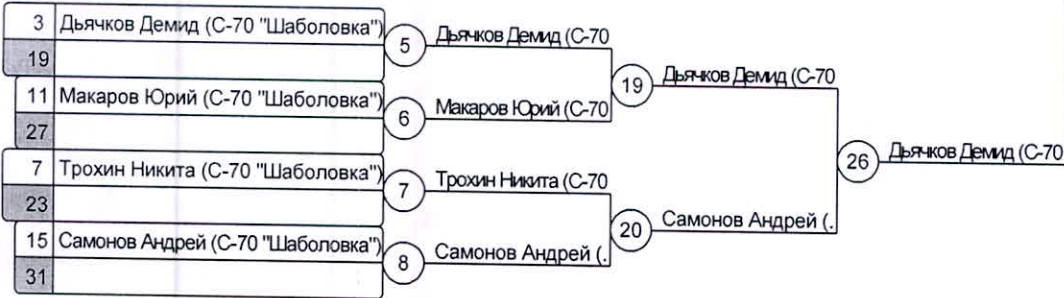 3 Дьячков Демид (С-70 "Шаболовка")
19
5
Дьячков Демид (С-70
11 Макаров Юрий (С-70 "Шаболовка")
27
6
Макаров Юрий (С-70
19
Дьячков Демид (С-70
7 Трохин Никита (С-70 "Шаболовка")
23
7
Трохин Никита (С-70
15 Самонов Андрей (С-70 "Шаболовка")
31
8
Самонов Андрей (.
20
Самонов Андрей (.
26
Дьячков Демид (С-70